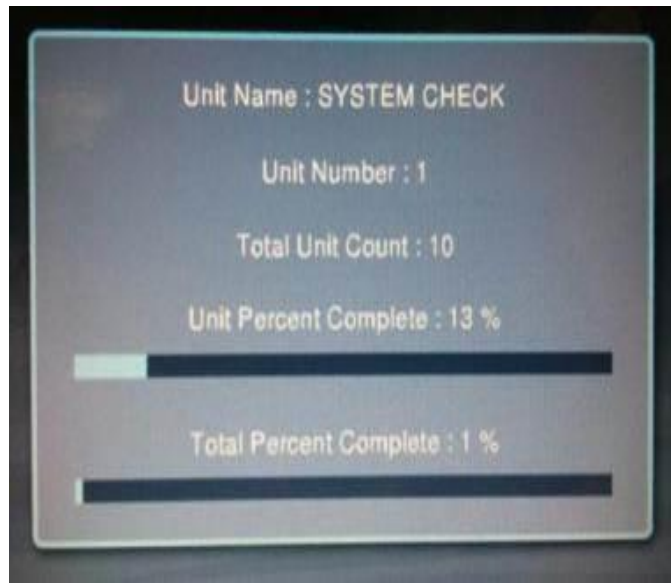 Unit Name : SYSTEM CHECK
Unit Number : 1
Total Unit Count : 10
Unit Percent Complete : 13 %
Total Percent Complete : 1 %